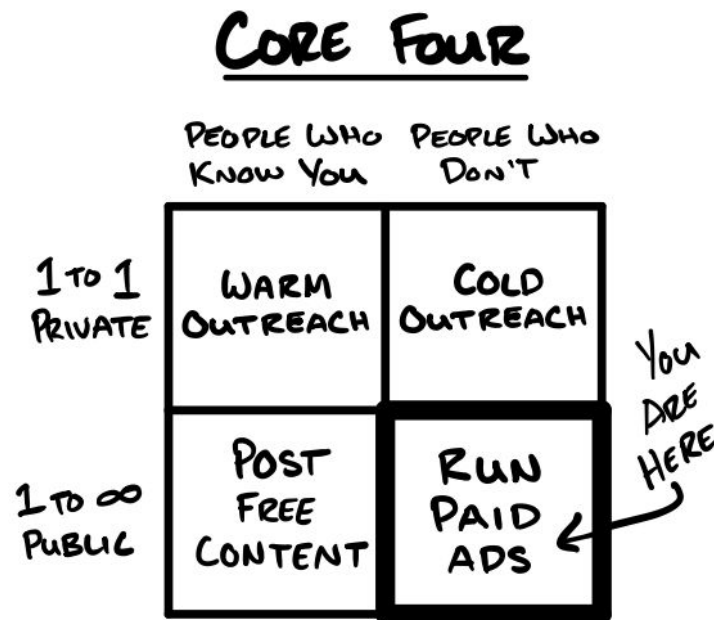 CORE FOUR
PEOPLE WHO
KNOW YOU
PEOPLE WHO
DON'T
1 TO 1
PRIVATE
WARM
OUTREACH
COLD
OUTREACH
1 TO ∞
PUBLIC
POST
FREE
CONTENT
RUN
PAID
ADS
YOU
ARE
HERE